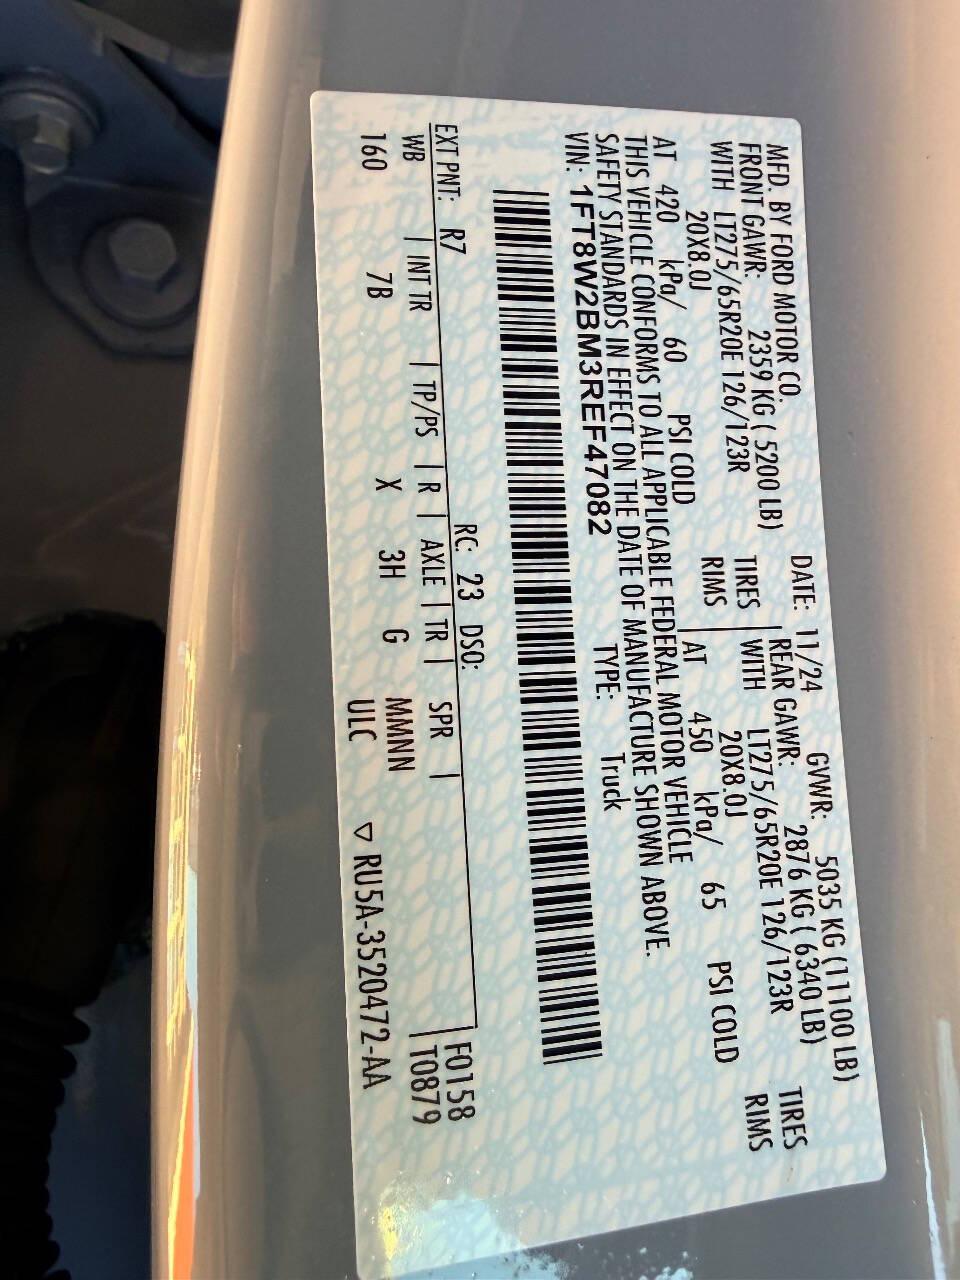 MFD. BY FORD MOTOR CO.
DATE: 11/24 GVWR: 5035 KG (11100 LB)
FRONT GAWR: 2359 KG ( 5200 LB) REAR GAWR: 2876 KG ( 6340 LB)
WITH LT275/65R20E 126/123R TIRES WITH LT275/65R20E 126/123R TIRES
20X8.0J RIMS 20X8.0J RIMS
AT 420 kPa/ 60 PSI COLD AT 450 kPa/ 65 PSI COLD
THIS VEHICLE CONFORMS TO ALL APPLICABLE FEDERAL MOTOR VEHICLE
SAFETY STANDARDS IN EFFECT ON THE DATE OF MANUFACTURE SHOWN ABOVE.
VIN: 1FT8W2BM3REF47082 TYPE: Truck
F0158
EXT PNT: R7 RC: 23 DSO: T0879
WB | INT TR | TP/PS | R | AXLE | TR | SPR |
160 7B X 3H G MMNN
ULC ▽ RU5A-3520472-AA